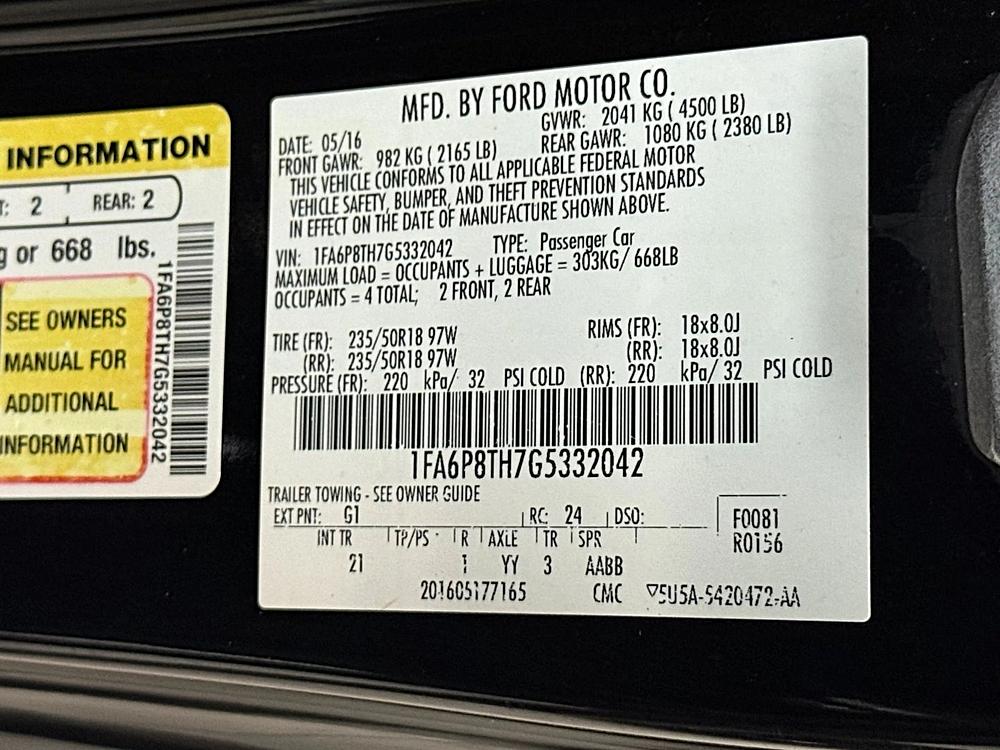 INFORMATION
2 REAR: 2
or 668 lbs.
SEE OWNERS
MANUAL FOR
ADDITIONAL
INFORMATION
1FA6P8TH7G5332042
MFD. BY FORD MOTOR CO.
DATE: 05/16 GVWR: 2041 KG ( 4500 LB)
FRONT GAWR: 982 KG ( 2165 LB) REAR GAWR: 1080 KG ( 2380 LB)
THIS VEHICLE CONFORMS TO ALL APPLICABLE FEDERAL MOTOR
VEHICLE SAFETY, BUMPER, AND THEFT PREVENTION STANDARDS
IN EFFECT ON THE DATE OF MANUFACTURE SHOWN ABOVE.
VIN: 1FA6P8TH7G5332042 TYPE: Passenger Car
MAXIMUM LOAD = OCCUPANTS + LUGGAGE = 303KG/ 668LB
OCCUPANTS = 4 TOTAL; 2 FRONT, 2 REAR
TIRE (FR): 235/50R18 97W RIMS (FR): 18x8.0J
(RR): 235/50R18 97W (RR): 18x8.0J
PRESSURE (FR): 220 kPa/ 32 PSI COLD (RR): 220 kPa/ 32 PSI COLD
1FA6P8TH7G5332042
TRAILER TOWING - SEE OWNER GUIDE
EXT PNT: G1 RC: 24 DSO: F0081
INT TR TP/PS R AXLE TR SPR R0156
21 1 YY 3 AABB
201605177165 CMC ▽5U5A-5420472-AA